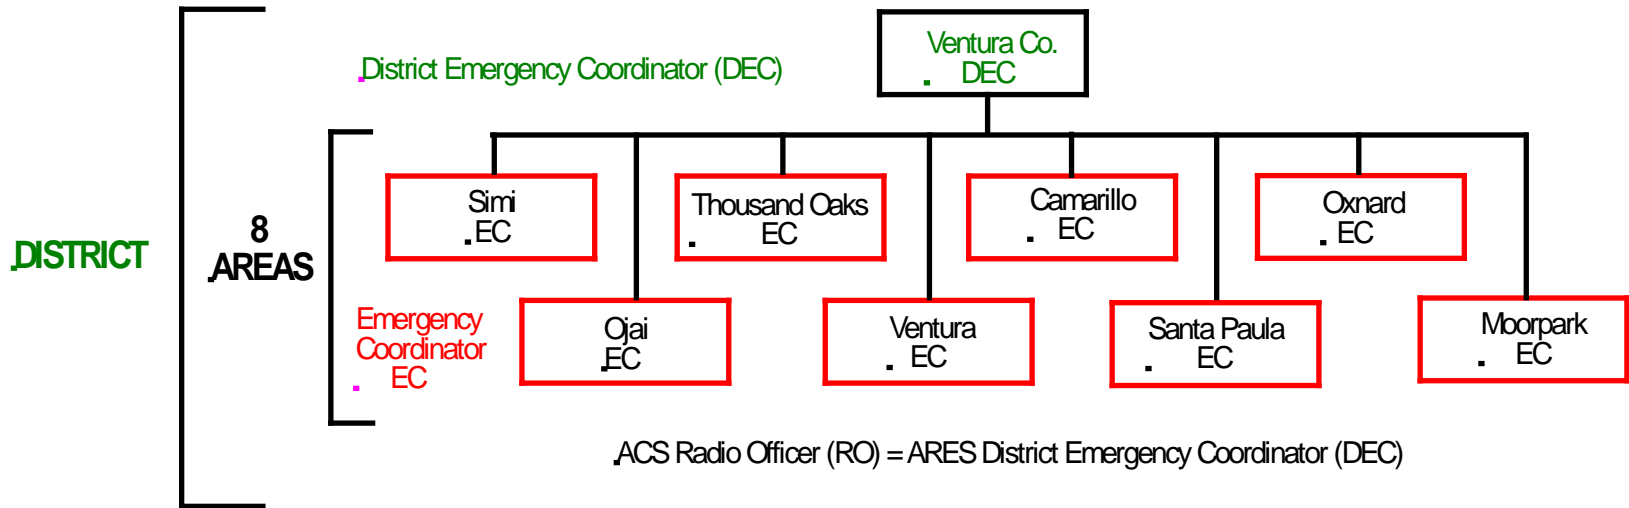 District Emergency Coordinator (DEC)
Ventura Co.
DEC
DISTRICT
8
AREAS
Simi
EC
Thousand Oaks
EC
Camarillo
EC
Oxnard
EC
Emergency
Coordinator
EC
Ojai
EC
Ventura
EC
Santa Paula
EC
Moorpark
EC
ACS Radio Officer (RO) = ARES District Emergency Coordinator (DEC)